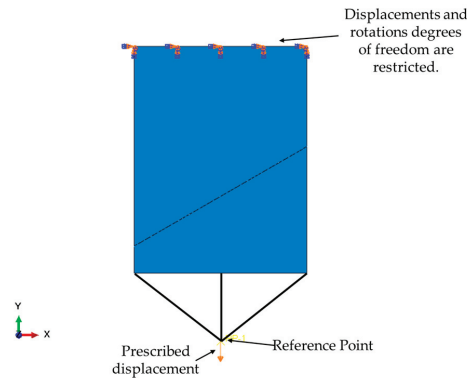 Displacements and
rotations degrees
of freedom are
restricted.
Y
Z
X
Reference Point
Prescribed
displacement